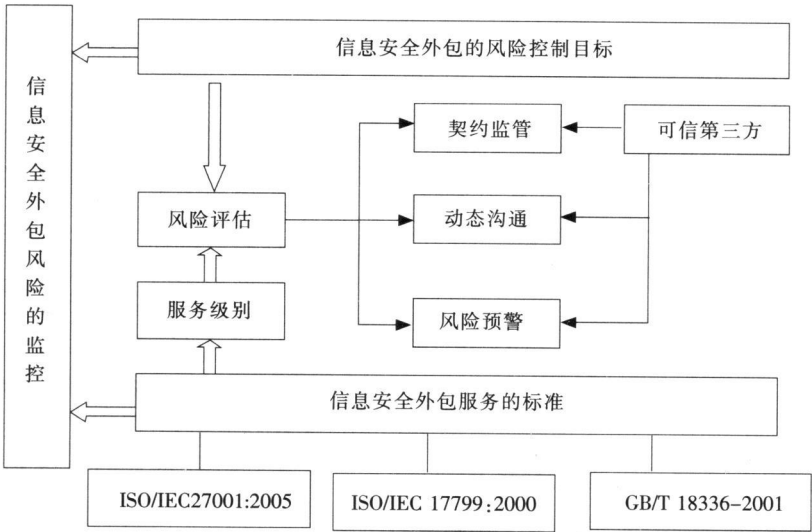 信息安全外包的风险控制目标
信息安全外包风险的监控
契约监管
可信第三方
风险评估
动态沟通
服务级别
风险预警
信息安全外包服务的标准
ISO/IEC27001:2005
ISO/IEC 17799:2000
GB/T 18336-2001